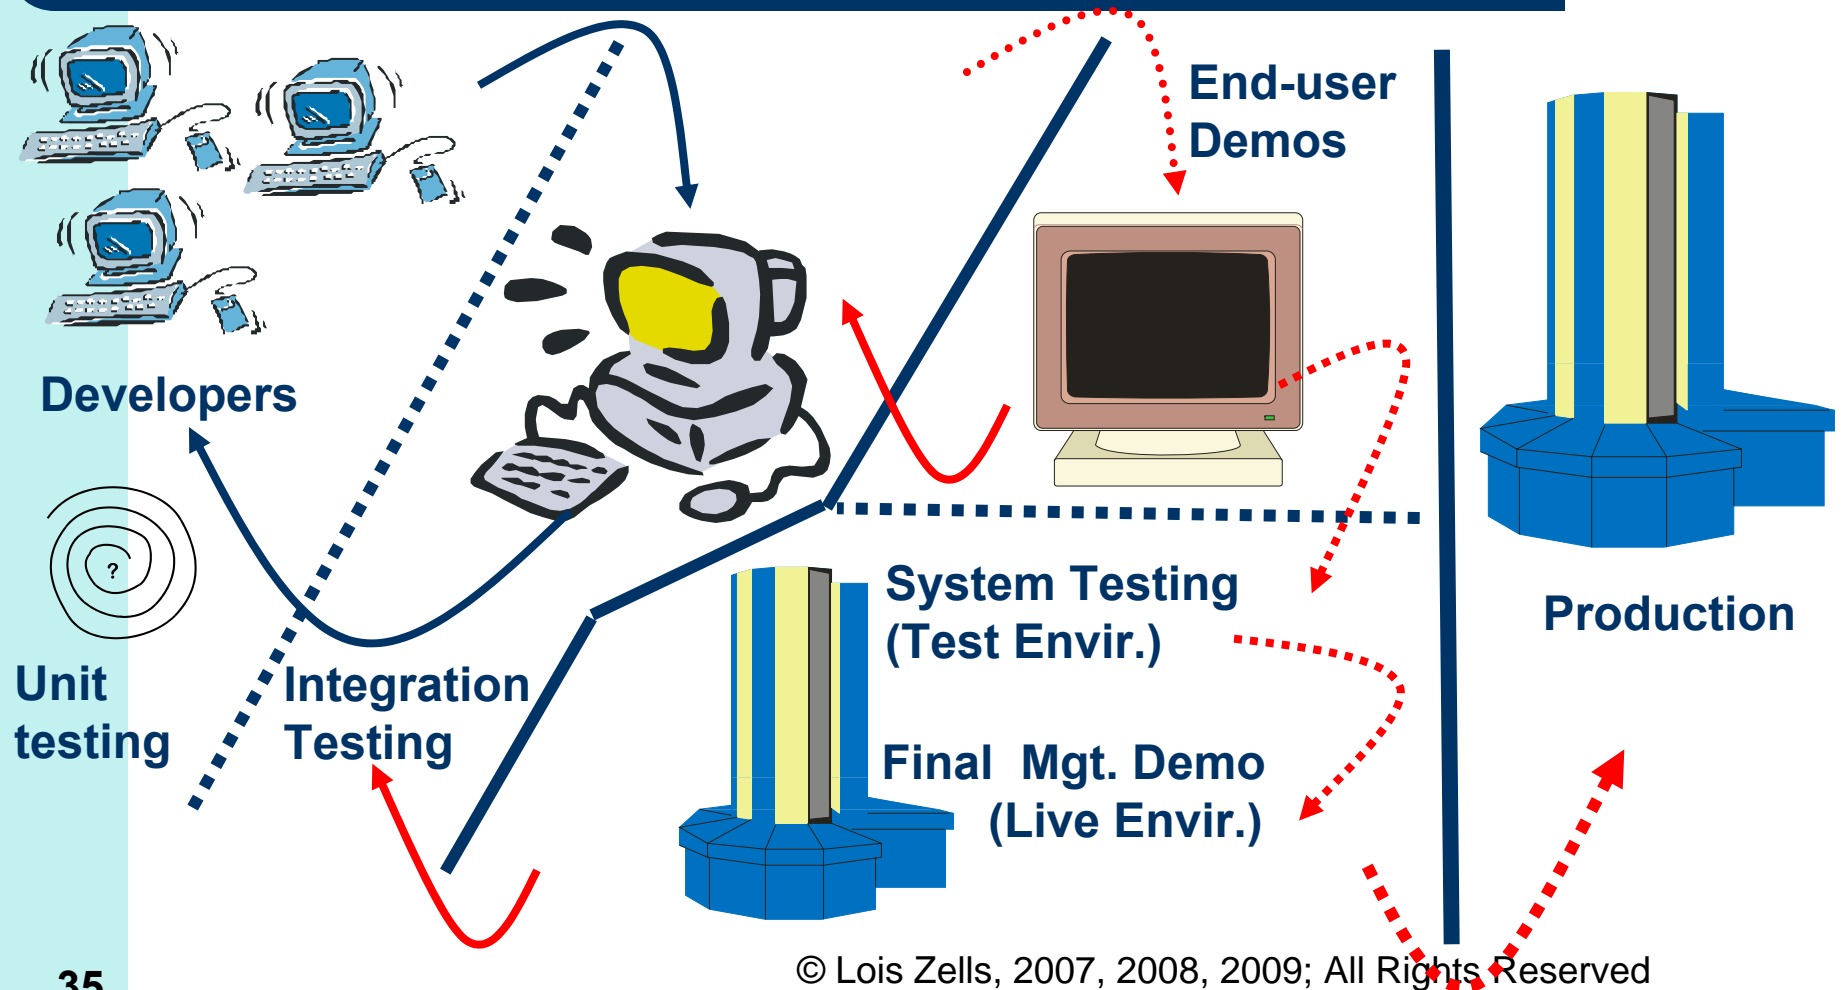 End-user
Demos
Developers
?
Unit
testing
Integration
Testing
System Testing
(Test Envir.)
Final Mgt. Demo
(Live Envir.)
Production
35
© Lois Zells, 2007, 2008, 2009; All Rights Reserved